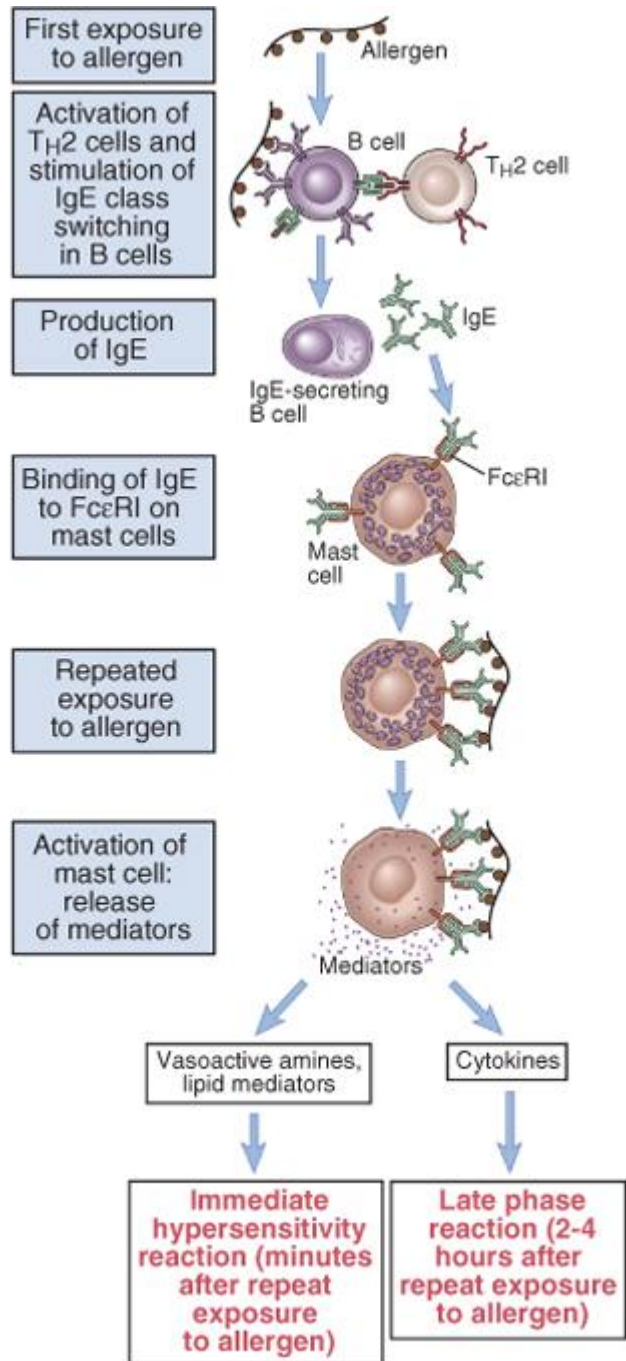 First exposure
to allergen
Allergen
Activation of
TH2 cells and
stimulation of
IgE class
switching
in B cells
B cell
TH2 cell
Production
of IgE
IgE
IgE-secreting
B cell
Binding of IgE
to FcεRI on
mast cells
FcεRI
Mast
cell
Repeated
exposure
to allergen
Activation of
mast cell:
release
of mediators
Mediators
Vasoactive amines,
lipid mediators
Cytokines
Immediate
hypersensitivity
reaction (minutes
after repeat
exposure
to allergen)
Late phase
reaction (2-4
hours after
repeat exposure
to allergen)